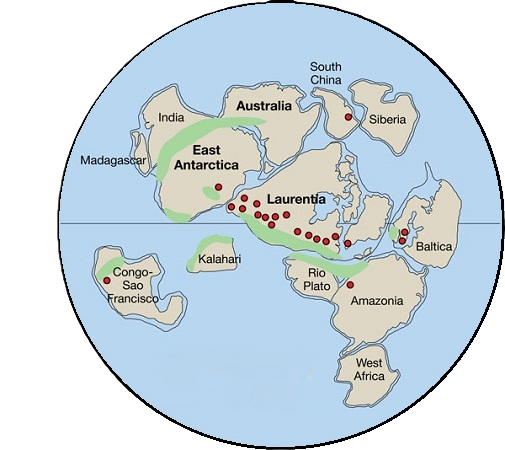 South
China
Siberia
Australia
India
East
Antarctica
Madagascar
Laurentia
Baltica
Kalahari
Congo-
Sao
Francisco
Rio
Plato
Amazonia
West
Africa